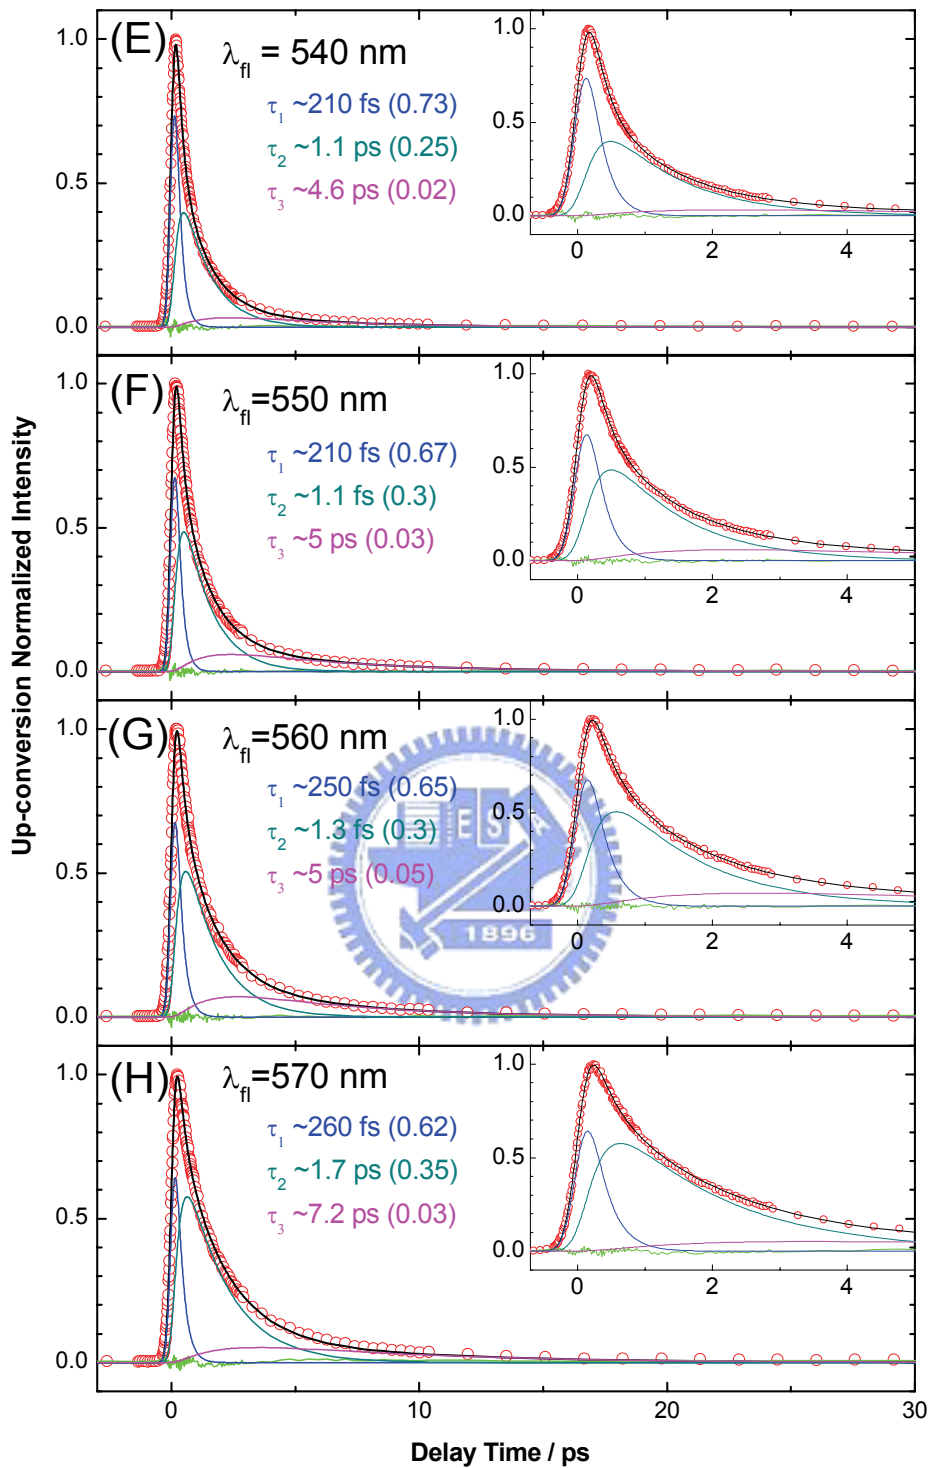 Up-conversion Normalized Intensity
(E)
λfl = 540 nm
τ1 ~210 fs (0.73)
τ2 ~1.1 ps (0.25)
τ3 ~4.6 ps (0.02)
1.0
0.5
0.0
1.0
0.5
0.0
0 2 4
(F)
λfl=550 nm
τ1 ~210 fs (0.67)
τ2 ~1.1 fs (0.3)
τ3 ~5 ps (0.03)
1.0
0.5
0.0
1.0
0.5
0.0
0 2 4
(G)
λfl=560 nm
τ1 ~250 fs (0.65)
τ2 ~1.3 fs (0.3)
τ3 ~5 ps (0.05)
1.0
0.5
0.0
1.0
0.5
0.0
0 2 4
ES
1896
(H)
λfl=570 nm
τ1 ~260 fs (0.62)
τ2 ~1.7 ps (0.35)
τ3 ~7.2 ps (0.03)
1.0
0.5
0.0
1.0
0.5
0.0
0 2 4
0 10 20 30
Delay Time / ps